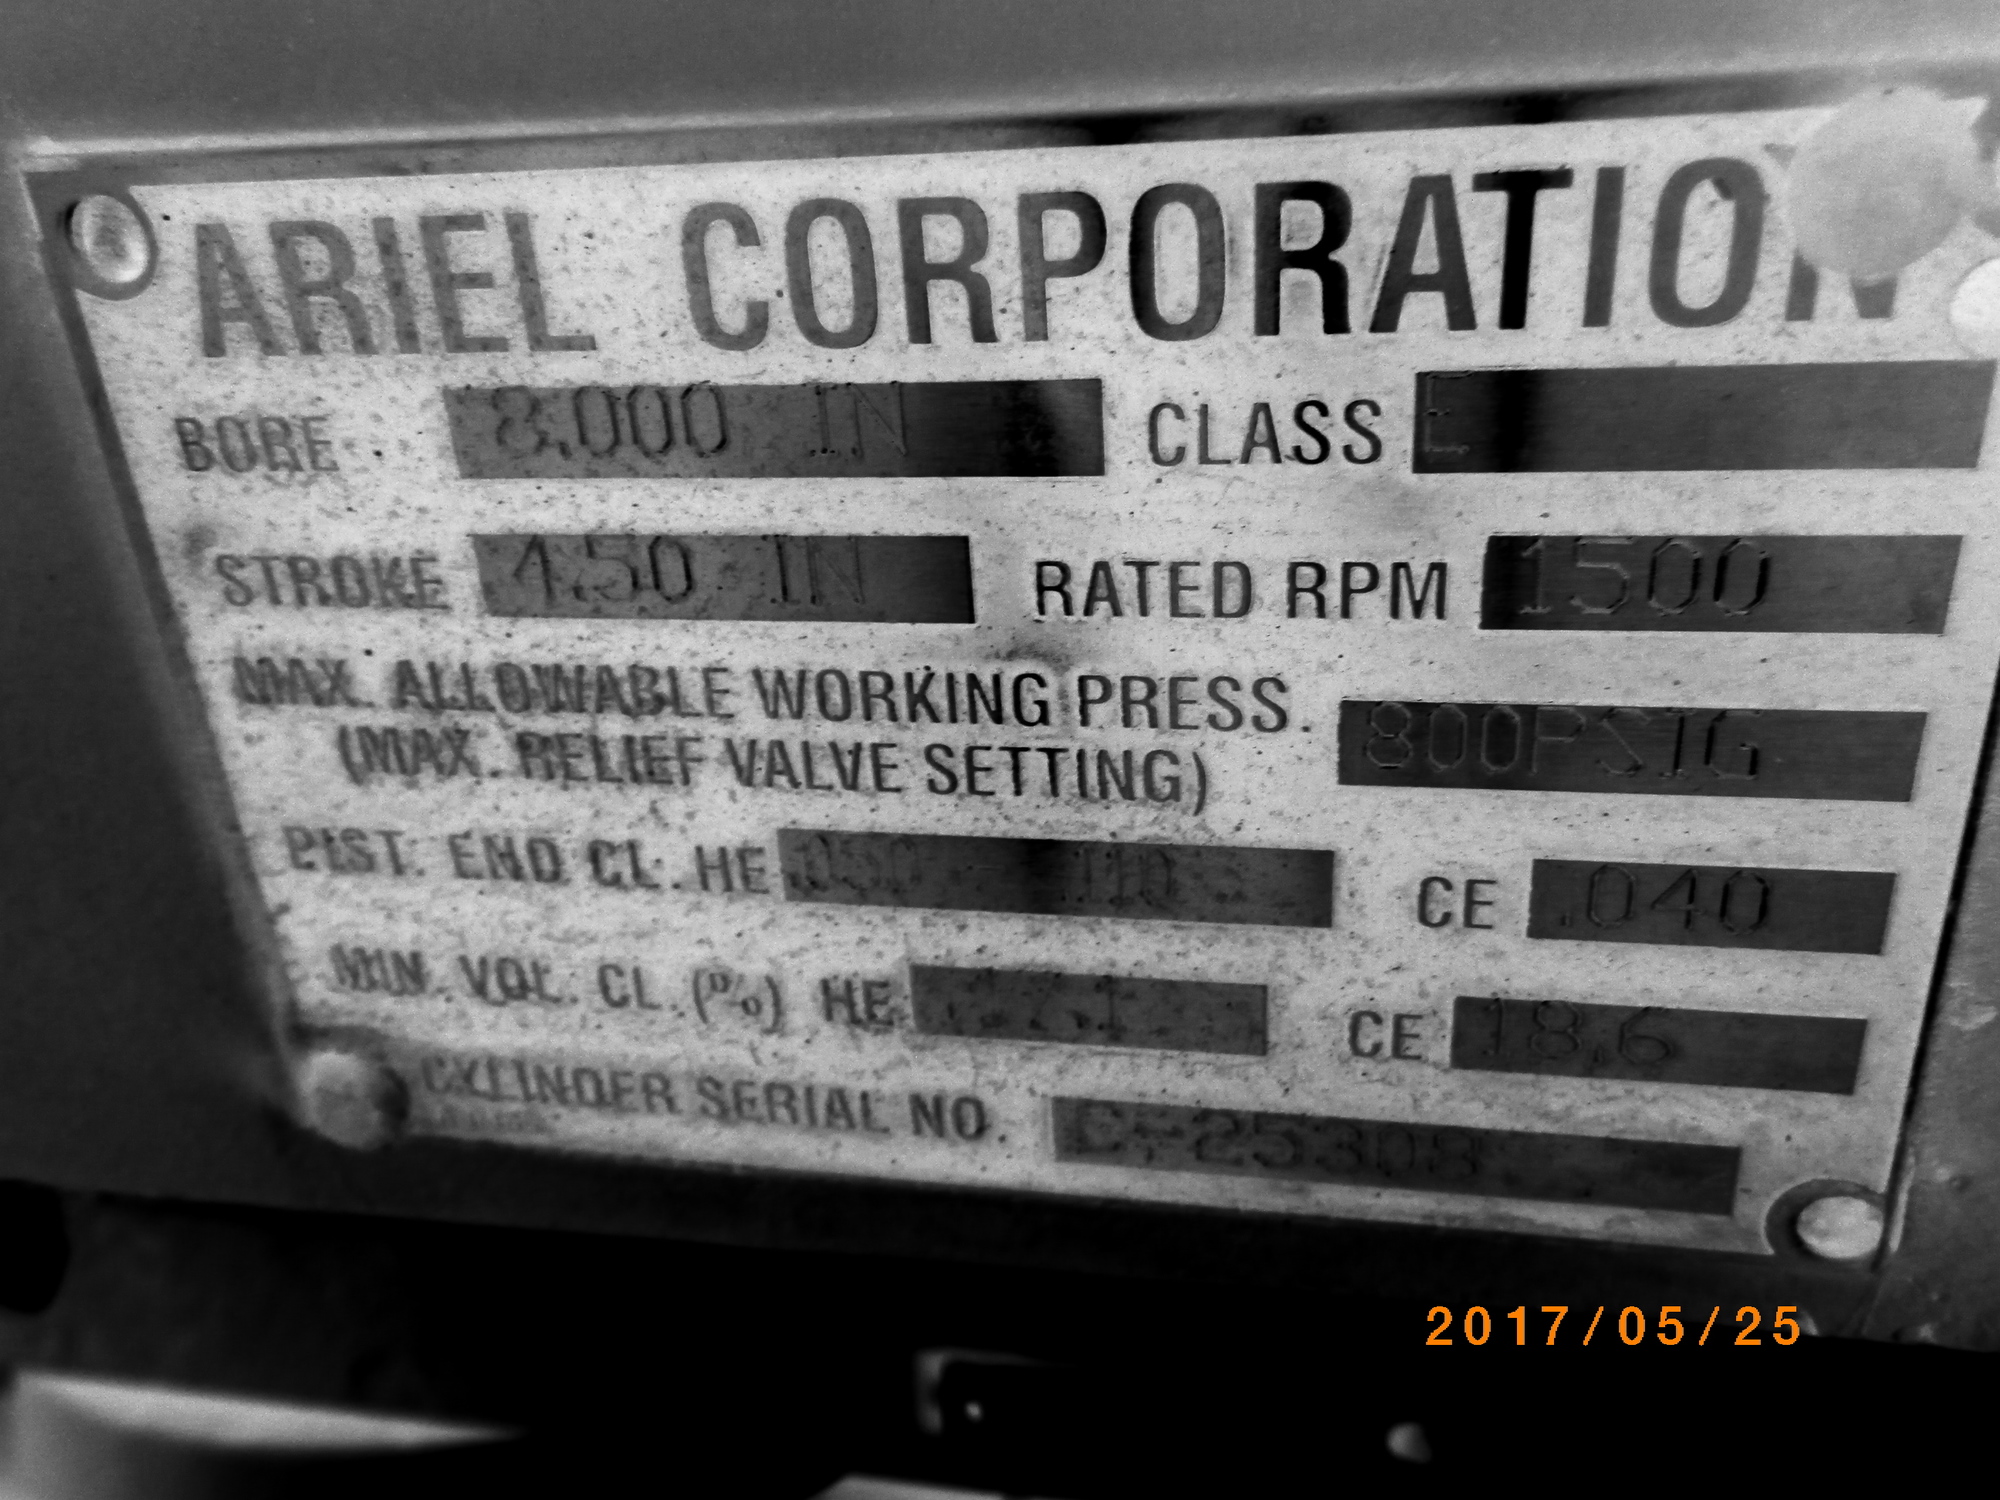 ARIEL CORPORATION
BORE 8.000 IN CLASS E
STROKE 4.50 IN RATED RPM 1500
MAX. ALLOWABLE WORKING PRESS. 800PSIG
(MAX. RELIEF VALVE SETTING)
PIST. END CL. HE CE .040
MIN. VOL. CL. (%) HE CE 18.6
CYLINDER SERIAL NO. C-25308
2017/05/25